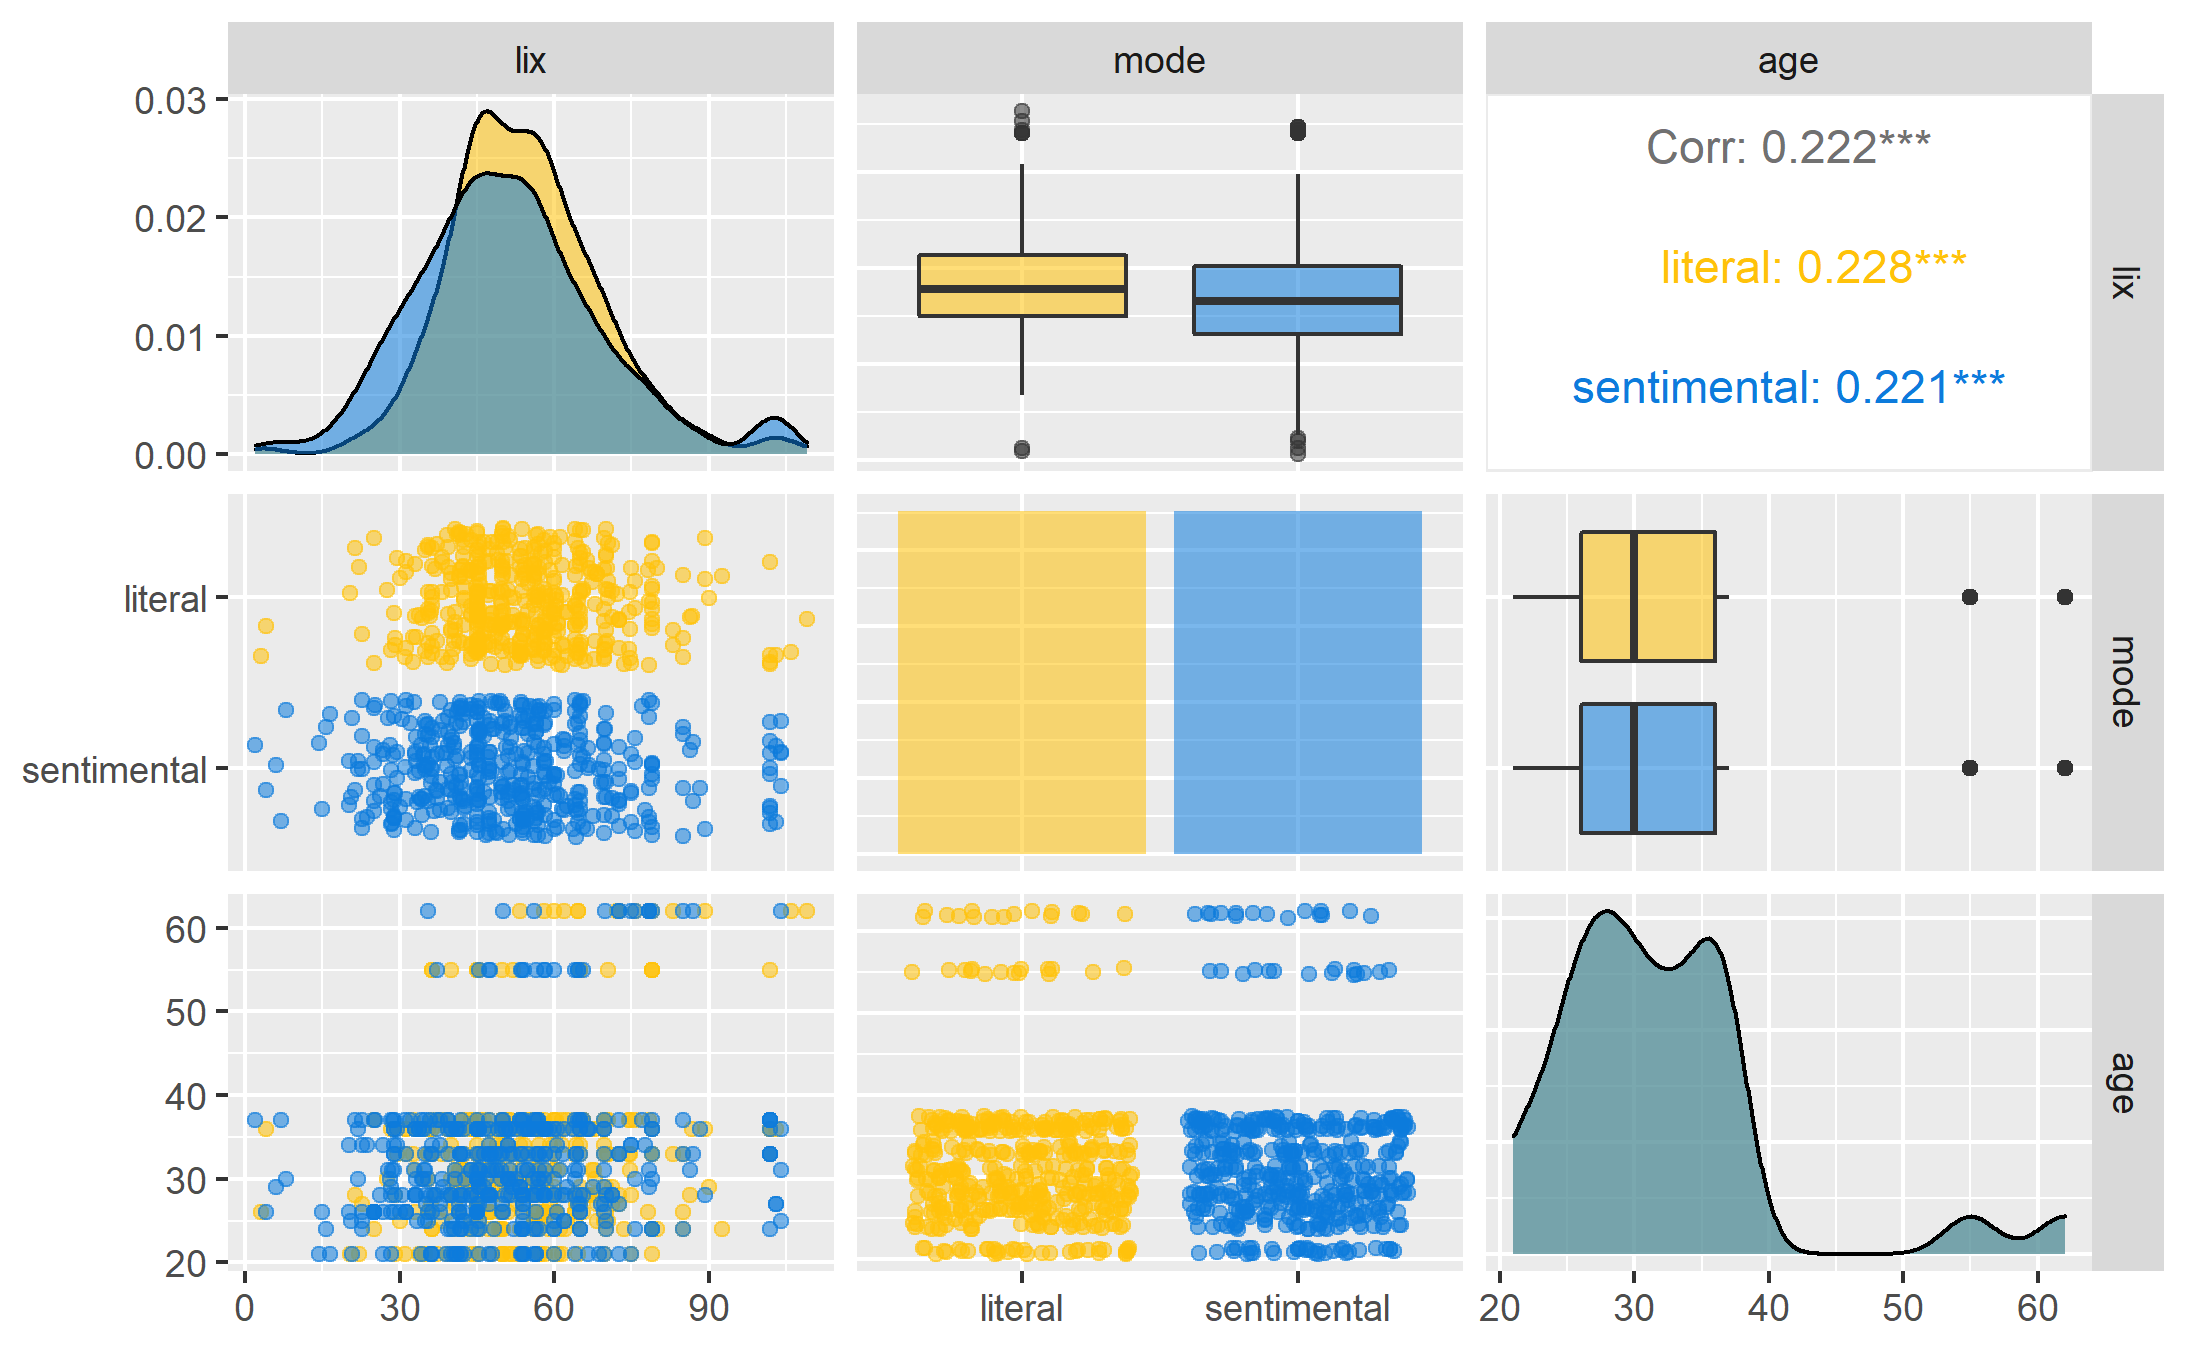 lix
mode
age
0.03
0.02
0.01
0.00
Corr: 0.222***
literal: 0.228***
sentimental: 0.221***
lix
literal
sentimental
mode
60
50
40
30
20
age
0
30
60
90
literal
sentimental
20
30
40
50
60